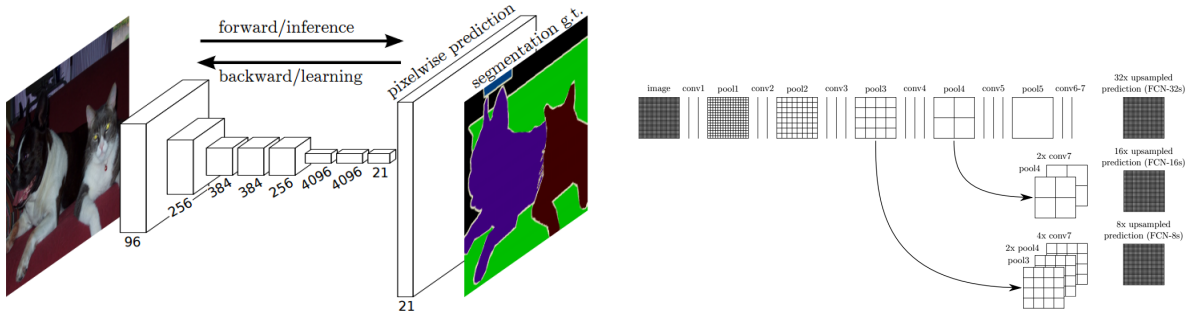 forward/inference
backward/learning
pixelwise prediction
segmentation g.t.
96
256
384
384
256
4096
4096
21
21
image conv1 pool1 conv2 pool2 conv3 pool3 conv4 pool4 conv5 pool5 conv6-7
32x upsampled
prediction (FCN-32s)
2x conv7
pool4
16x upsampled
prediction (FCN-16s)
4x conv7
2x pool4
pool3
8x upsampled
prediction (FCN-8s)